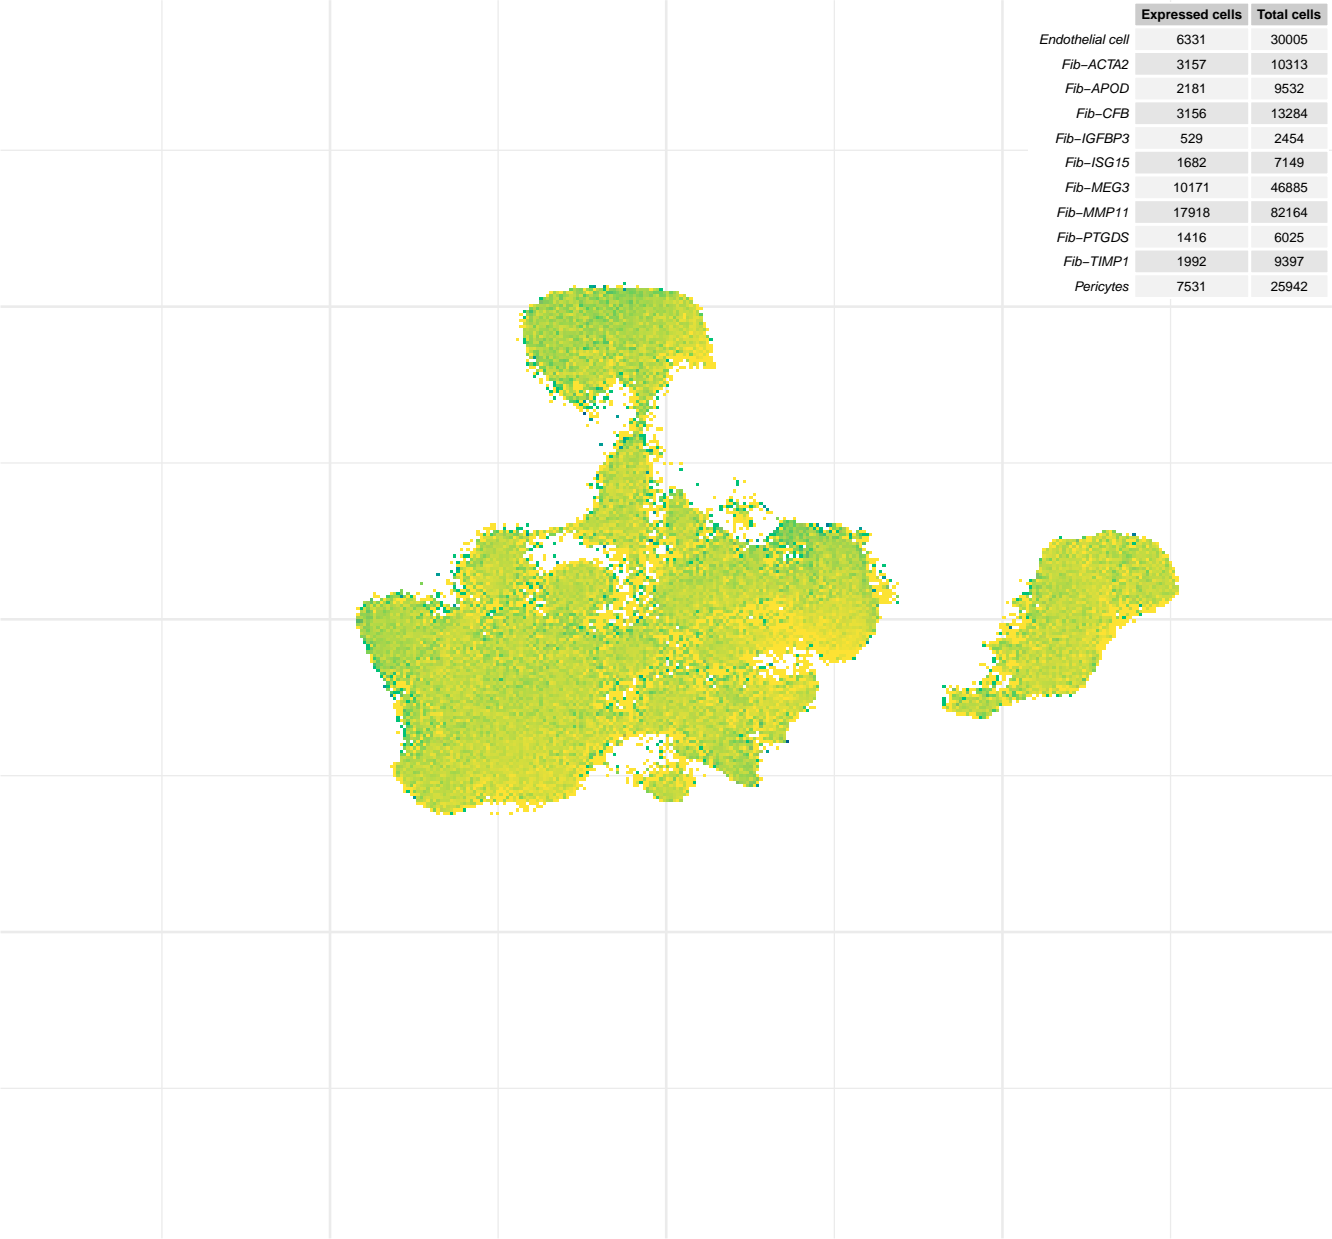 Expressed cells Total cells
Endothelial cell 6331 30005
Fib−ACTA2 3157 10313
Fib−APOD 2181 9532
Fib−CFB 3156 13284
Fib−IGFBP3 529 2454
Fib−ISG15 1682 7149
Fib−MEG3 10171 46885
Fib−MMP11 17918 82164
Fib−PTGDS 1416 6025
Fib−TIMP1 1992 9397
Pericytes 7531 25942